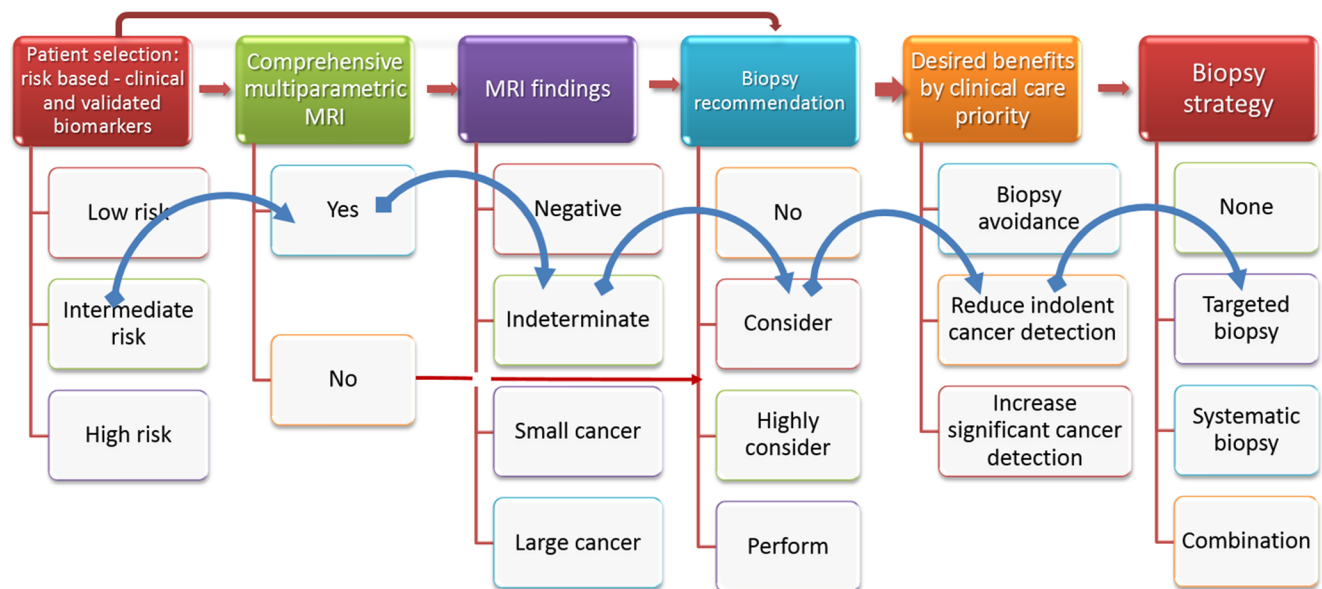 Patient selection:
risk based - clinical
and validated
biomarkers
Low risk
Intermediate
risk
High risk
Comprehensive
multiparametric
MRI
Yes
No
MRI findings
Negative
Indeterminate
Small cancer
Large cancer
Biopsy
recommendation
No
Consider
Highly
consider
Perform
Desired benefits
by clinical care
priority
Biopsy
avoidance
Reduce indolent
cancer detection
Increase
significant cancer
detection
Biopsy
strategy
None
Targeted
biopsy
Systematic
biopsy
Combination